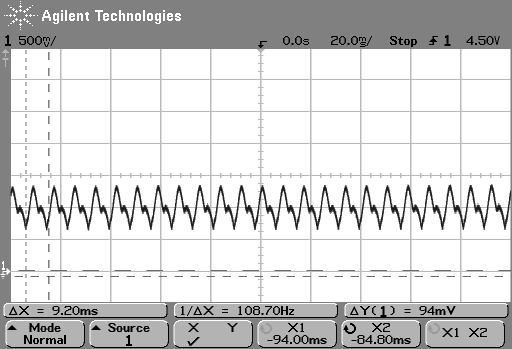 Agilent Technologies
1 500㎷/ 0.0s 20.0㎳/ Stop 1 4.50V
1
ΔX = 9.20ms 1/ΔX = 108.70Hz ΔY(1) = 94mV
Mode Source X Y X1 X2 X1 X2
Normal 1 ✓ -94.00ms -84.80ms